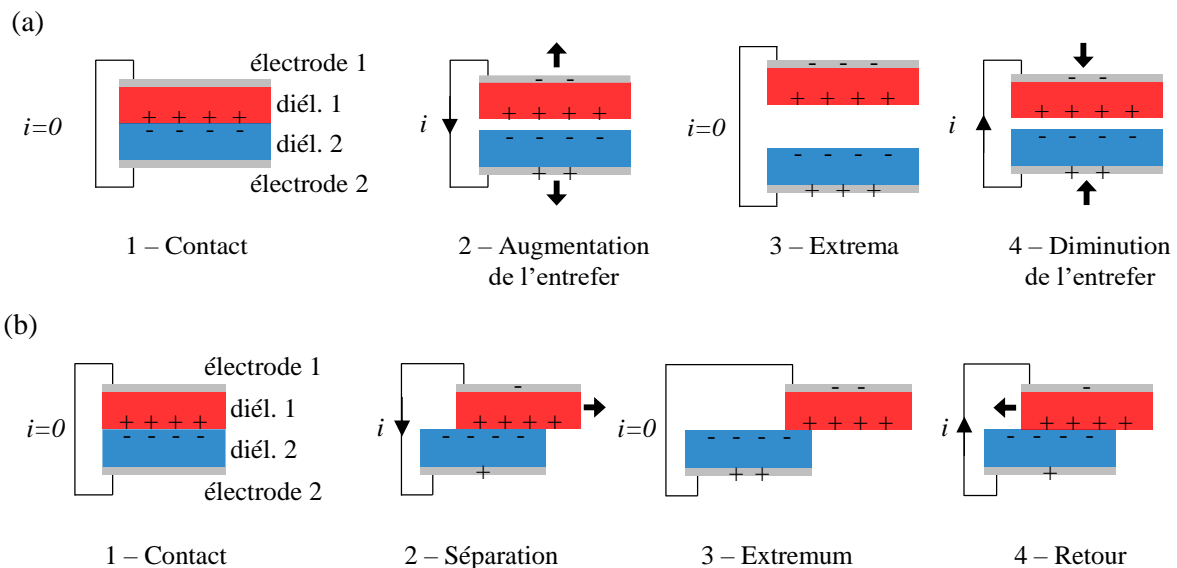 (a)
électrode 1
diél. 1
+ + + +
i=0
- - - -
diél. 2
électrode 2
1 – Contact
- -
+ + + +
i
- - - -
+ +
2 – Augmentation
de l'entrefer
- - -
+ + + +
i=0
- - - -
+ + +
3 – Extrema
- -
+ + + +
i
- - - -
+ +
4 – Diminution
de l'entrefer
(b)
électrode 1
diél. 1
+ + + +
i=0
- - - -
diél. 2
électrode 2
1 – Contact
-
+ + + +
i
- - - -
+
2 – Séparation
- -
+ + + +
i=0
- - - -
+ +
3 – Extremum
-
+ + + +
i
- - - -
+
4 – Retour